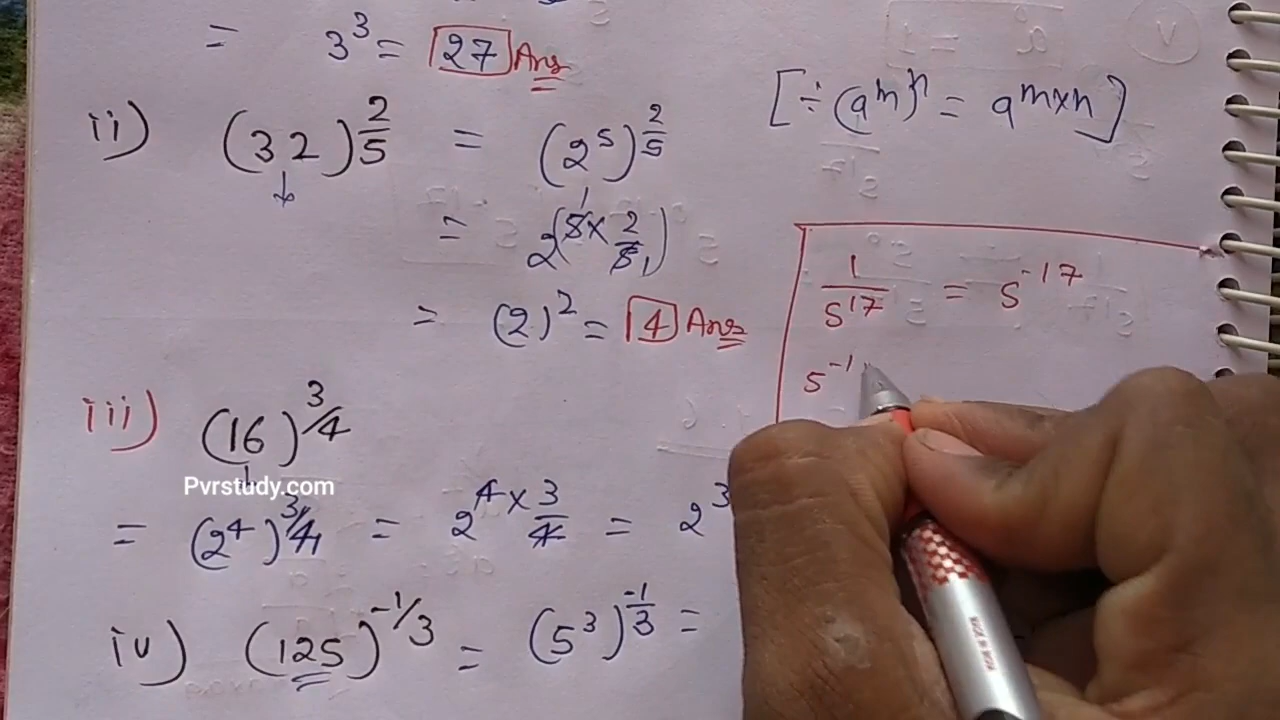 = 3³ = 27 Ans
ii) (32)^2/5 = (2⁵)^2/5 [÷ (aᵐ)ⁿ = aᵐˣⁿ]
= 2^(5 × 2/5)
= (2)² = 4 Ans
1/5¹⁷ = 5⁻¹⁷
5⁻¹
iii) (16)^3/4
Pvrstudy.com
= (2⁴)^3/4 = 2^4 × 3/4 = 2³
iv) (125)^-1/3 = (5³)^-1/3 =